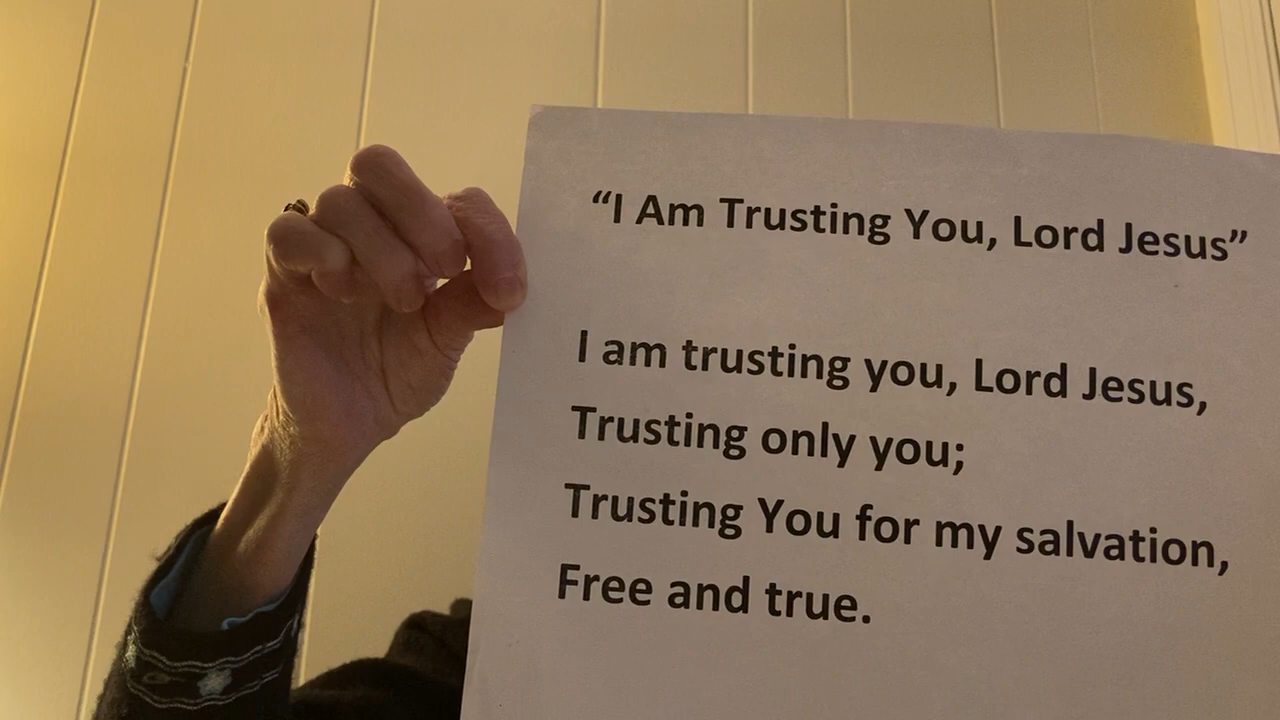 “I Am Trusting You, Lord Jesus”
I am trusting you, Lord Jesus,
Trusting only you;
Trusting You for my salvation,
Free and true.